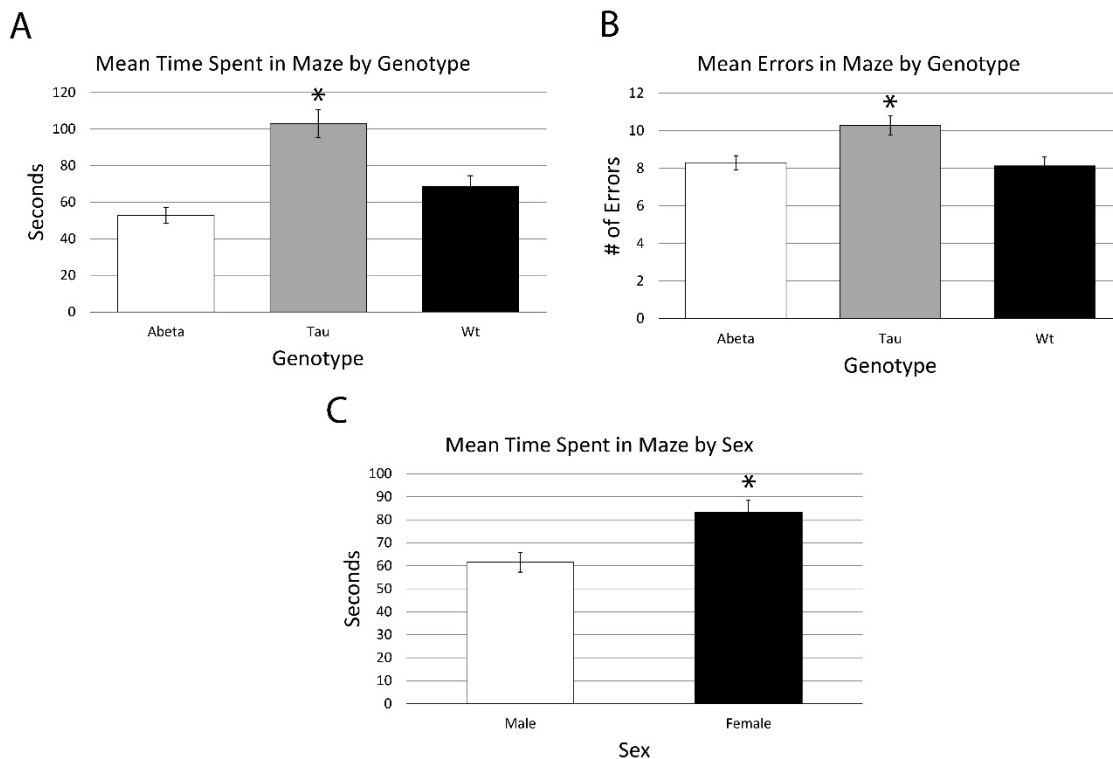 A
Mean Time Spent in Maze by Genotype
120
100
80
60
40
20
0
Seconds
*
Abeta
Tau
Wt
Genotype
B
Mean Errors in Maze by Genotype
12
10
8
6
4
2
0
# of Errors
*
Abeta
Tau
Wt
Genotype
C
Mean Time Spent in Maze by Sex
100
90
80
70
60
50
40
30
20
10
0
Seconds
*
Male
Female
Sex